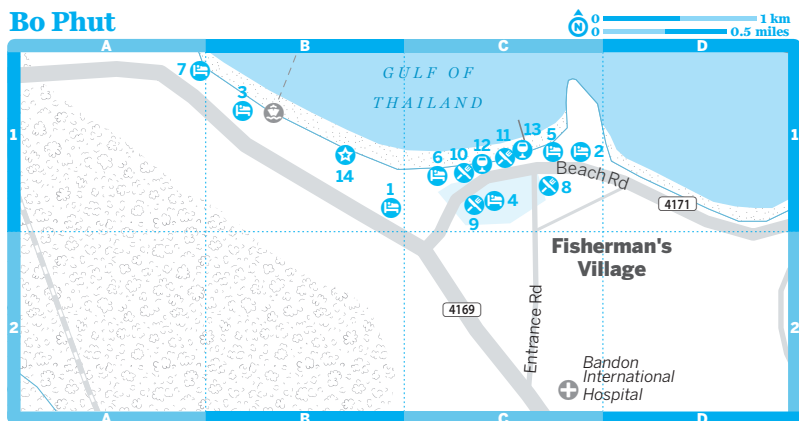 Bo Phut
N
0 1 km
0 0.5 miles
A B C D
GULF OF
THAILAND
7
3
1
1
14
1
6
10
12
11
13
5
2
8
4
9
Beach Rd
4171
Fisherman's
Village
2
2
4169
Entrance Rd
Bandon
International
Hospital
A B C D